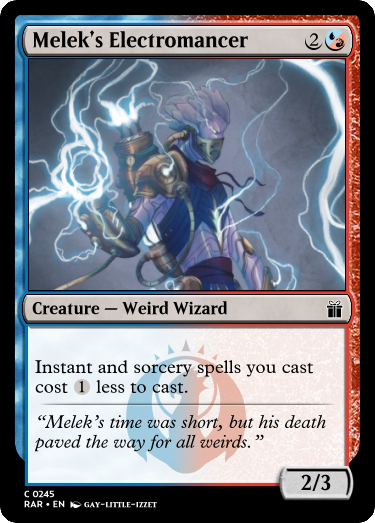 Melek's Electromancer 2
Creature — Weird Wizard
Instant and sorcery spells you cast
cost 1 less to cast.
“Melek's time was short, but his death
paved the way for all weirds.”
2/3
C 0245
RAR • EN GAY-LITTLE-IZZET